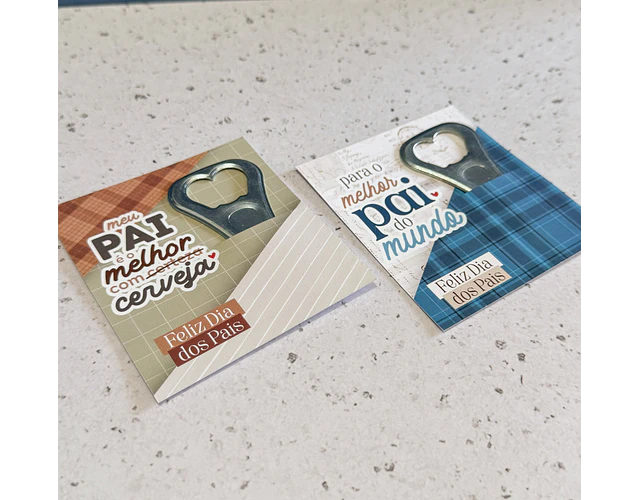 meu
PAI
é o
melhor
com certeza
cerveja
Feliz Dia
dos Pais
para o
melhor
pai
do
mundo
Feliz Dia
dos Pais